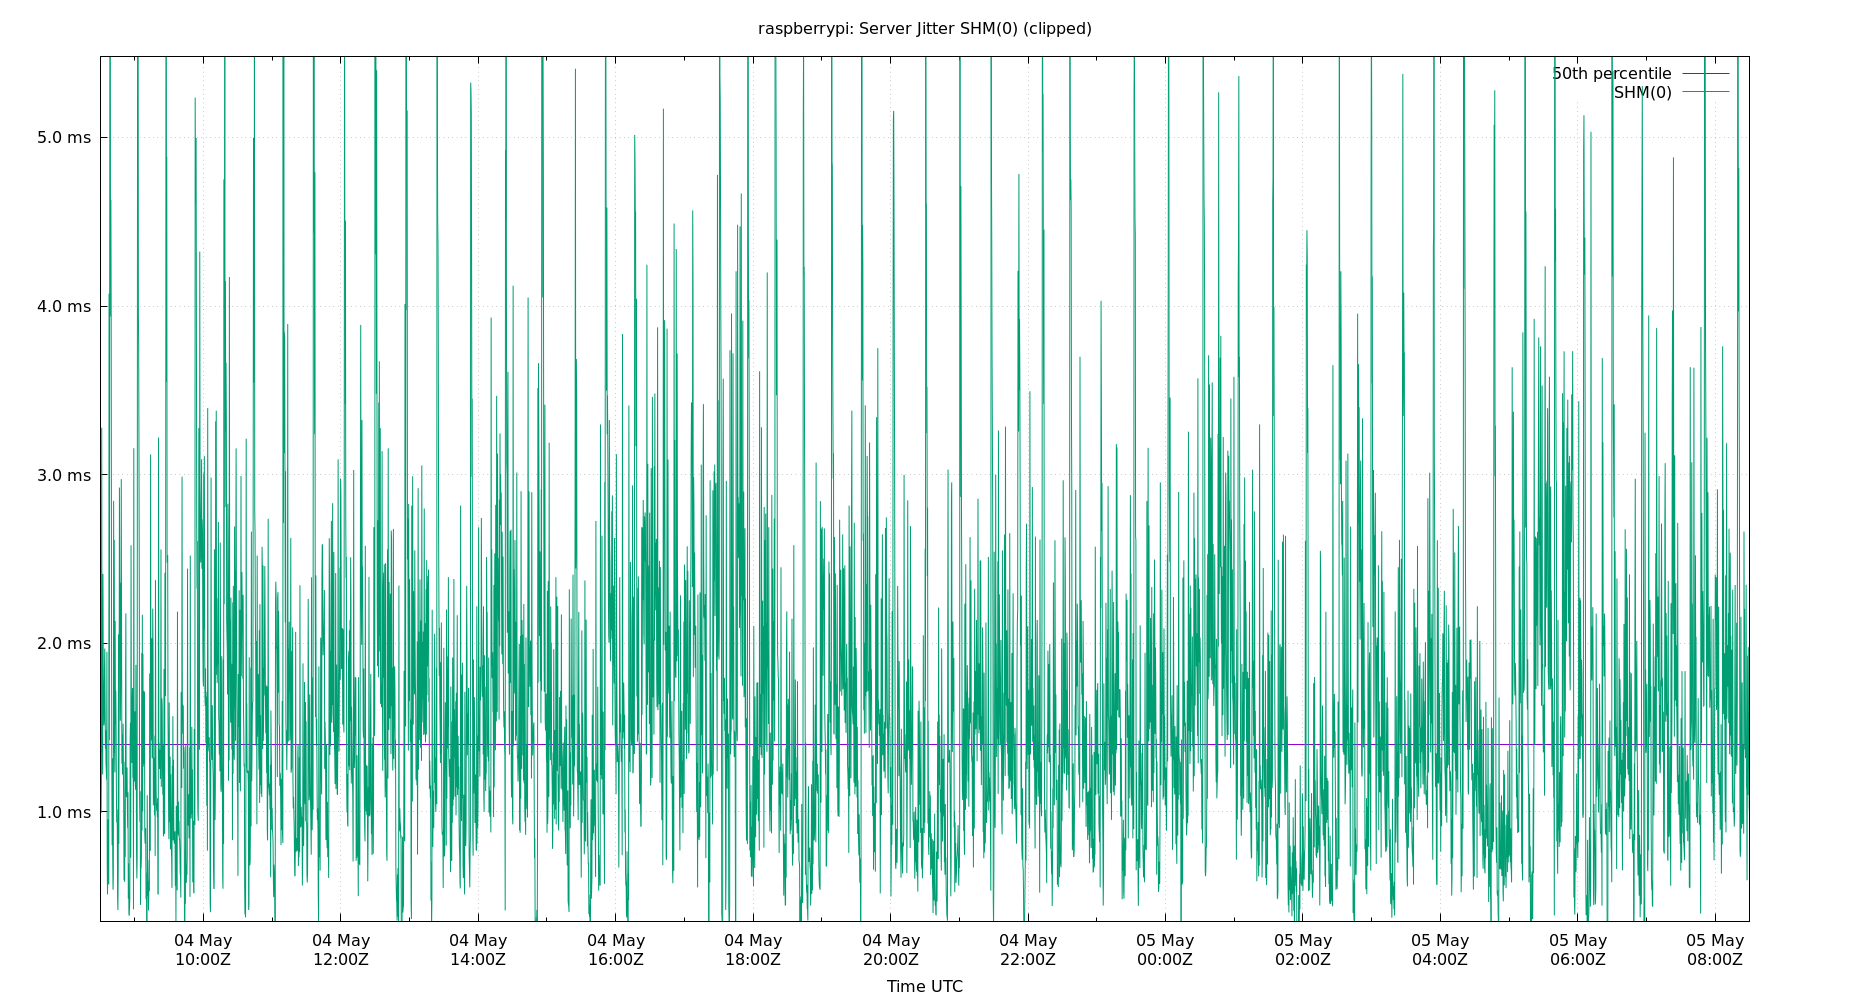 raspberrypi: Server Jitter SHM(0) (clipped)
50th percentile
SHM(0)
5.0 ms
4.0 ms
3.0 ms
2.0 ms
1.0 ms
04 May 04 May 04 May 04 May 04 May 04 May 04 May 05 May 05 May 05 May 05 May 05 May
10:00Z 12:00Z 14:00Z 16:00Z 18:00Z 20:00Z 22:00Z 00:00Z 02:00Z 04:00Z 06:00Z 08:00Z
Time UTC